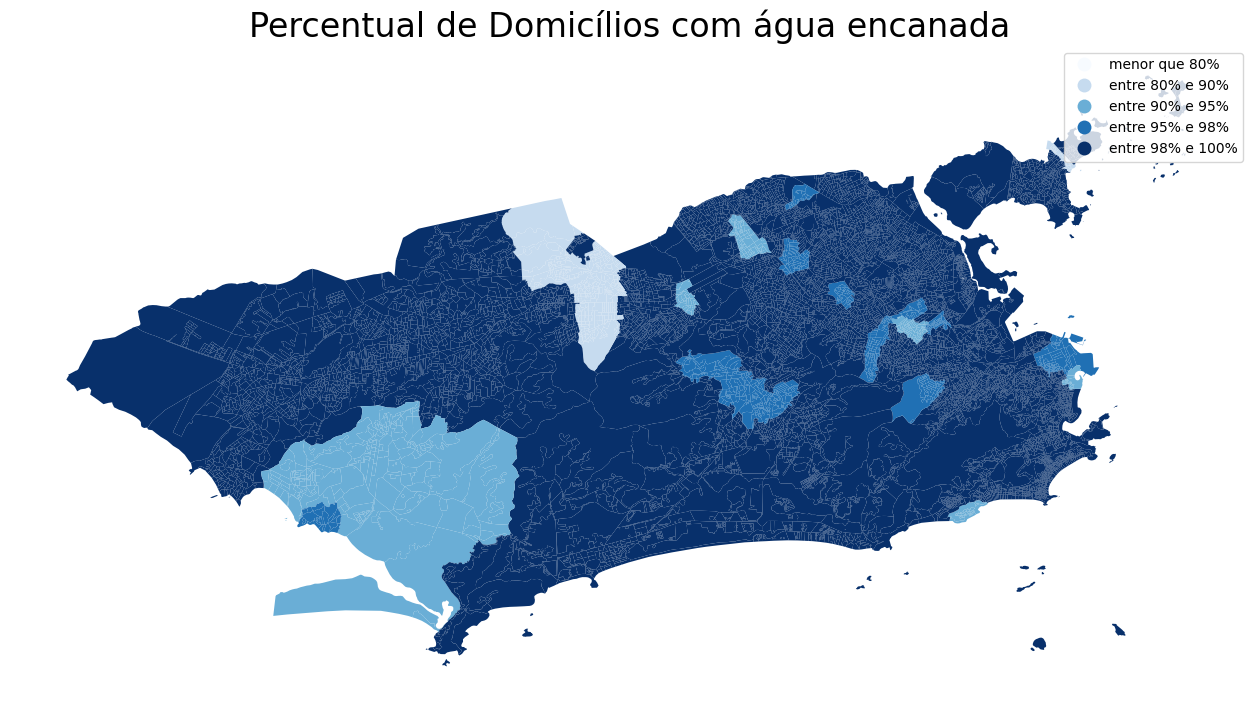 Percentual de Domicílios com água encanada
menor que 80%
entre 80% e 90%
entre 90% e 95%
entre 95% e 98%
entre 98% e 100%